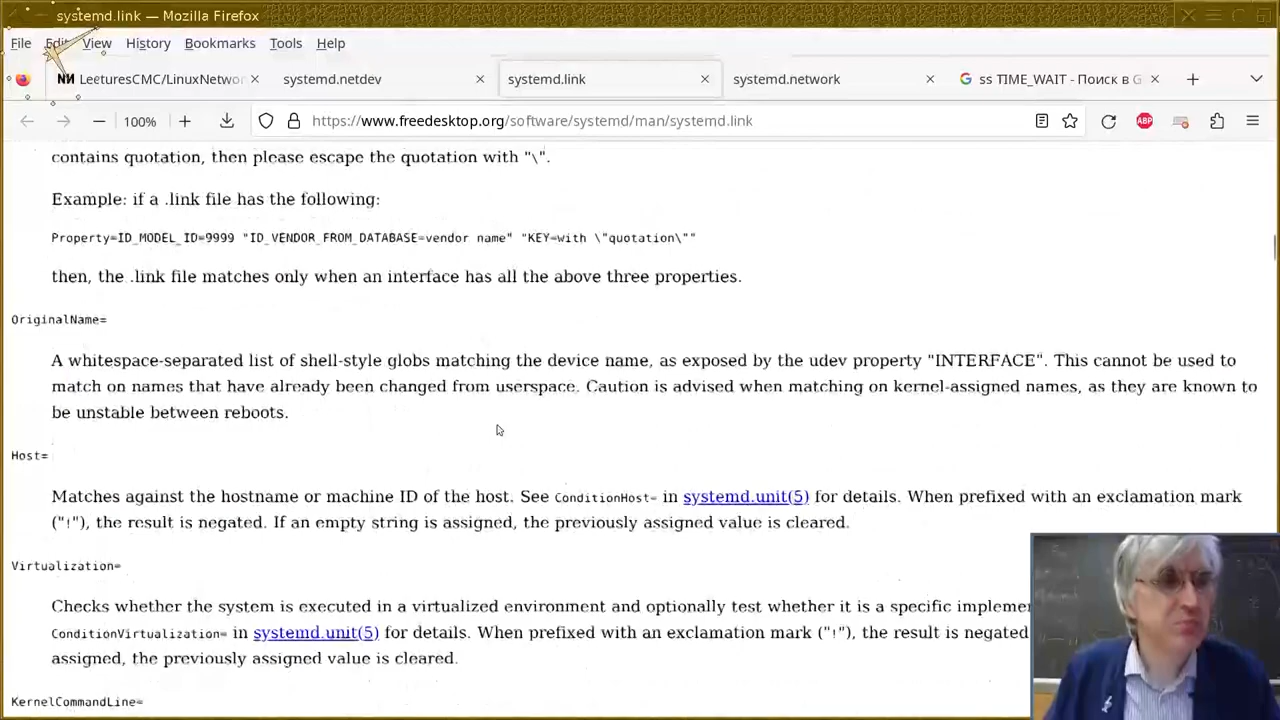 systemd.link — Mozilla Firefox
File Edit View History Bookmarks Tools Help
LecturesCMC/LinuxNetwor
systemd.netdev
systemd.link
systemd.network
ss TIME_WAIT - Поиск в G
100%
https://www.freedesktop.org/software/systemd/man/systemd.link
ABP
contains quotation, then please escape the quotation with "\".
Example: if a .link file has the following:
Property=ID_MODEL_ID=9999 "ID_VENDOR_FROM_DATABASE=vendor name" "KEY=with \"quotation\""
then, the .link file matches only when an interface has all the above three properties.
OriginalName=
A whitespace-separated list of shell-style globs matching the device name, as exposed by the udev property "INTERFACE". This cannot be used to
match on names that have already been changed from userspace. Caution is advised when matching on kernel-assigned names, as they are known to
be unstable between reboots.
Host=
Matches against the hostname or machine ID of the host. See ConditionHost= in systemd.unit(5) for details. When prefixed with an exclamation mark
("!"), the result is negated. If an empty string is assigned, the previously assigned value is cleared.
Virtualization=
Checks whether the system is executed in a virtualized environment and optionally test whether it is a specific implemen
ConditionVirtualization= in systemd.unit(5) for details. When prefixed with an exclamation mark ("!"), the result is negated
assigned, the previously assigned value is cleared.
KernelCommandLine=